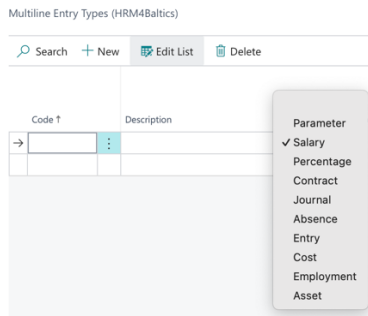 Multiline Entry Types (HRM4Baltics)
Search New Edit List Delete
Code ↑ Description
Parameter
✓ Salary
Percentage
Contract
Journal
Absence
Entry
Cost
Employment
Asset